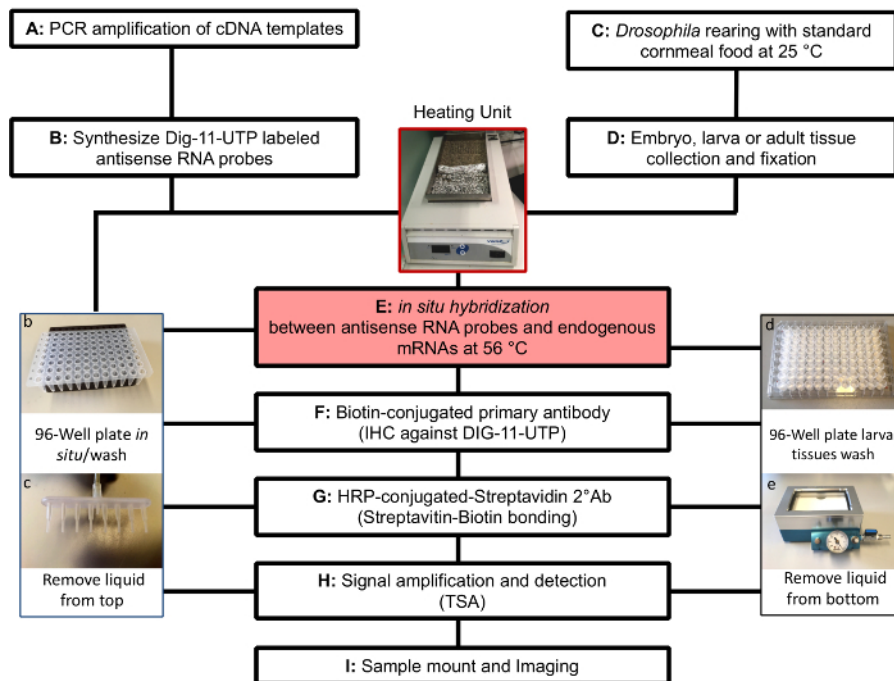 A: PCR amplification of cDNA templates
C: Drosophila rearing with standard
cornmeal food at 25 °C
Heating Unit
B: Synthesize Dig-11-UTP labeled
antisense RNA probes
D: Embryo, larva or adult tissue
collection and fixation
E: in situ hybridization
between antisense RNA probes and endogenous
mRNAs at 56 °C
b
96-Well plate in
situ/wash
c
Remove liquid
from top
d
96-Well plate larva
tissues wash
e
Remove liquid
from bottom
F: Biotin-conjugated primary antibody
(IHC against DIG-11-UTP)
G: HRP-conjugated-Streptavidin 2°Ab
(Streptavitin-Biotin bonding)
H: Signal amplification and detection
(TSA)
I: Sample mount and Imaging